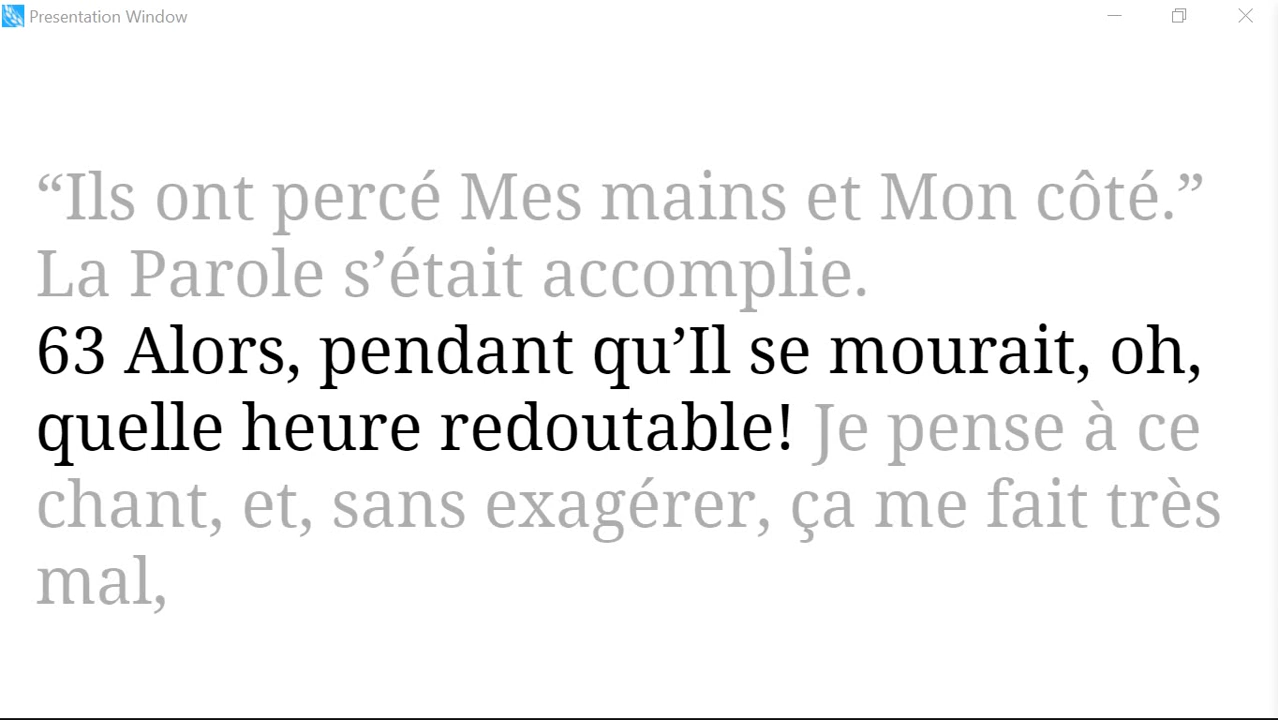 Presentation Window
“Ils ont percé Mes mains et Mon côté.”
La Parole s’était accomplie.
63 Alors, pendant qu’Il se mourait, oh,
quelle heure redoutable! Je pense à ce
chant, et, sans exagérer, ça me fait très
mal,